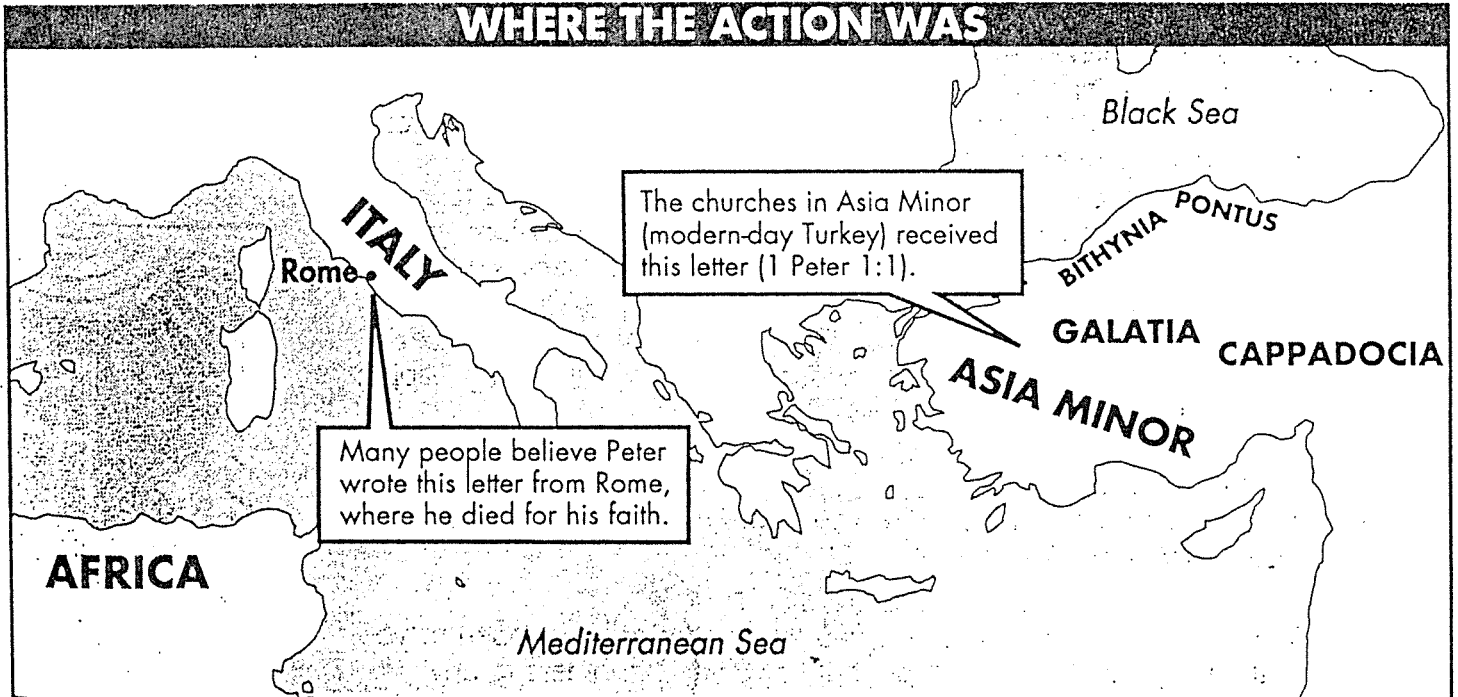 WHERE THE ACTION WAS
Black Sea
The churches in Asia Minor
(modern-day Turkey) received
this letter (1 Peter 1:1).
PONTUS
BITHYNIA
ITALY
Rome
GALATIA
CAPPADOCIA
ASIA MINOR
Many people believe Peter
wrote this letter from Rome,
where he died for his faith.
AFRICA
Mediterranean Sea